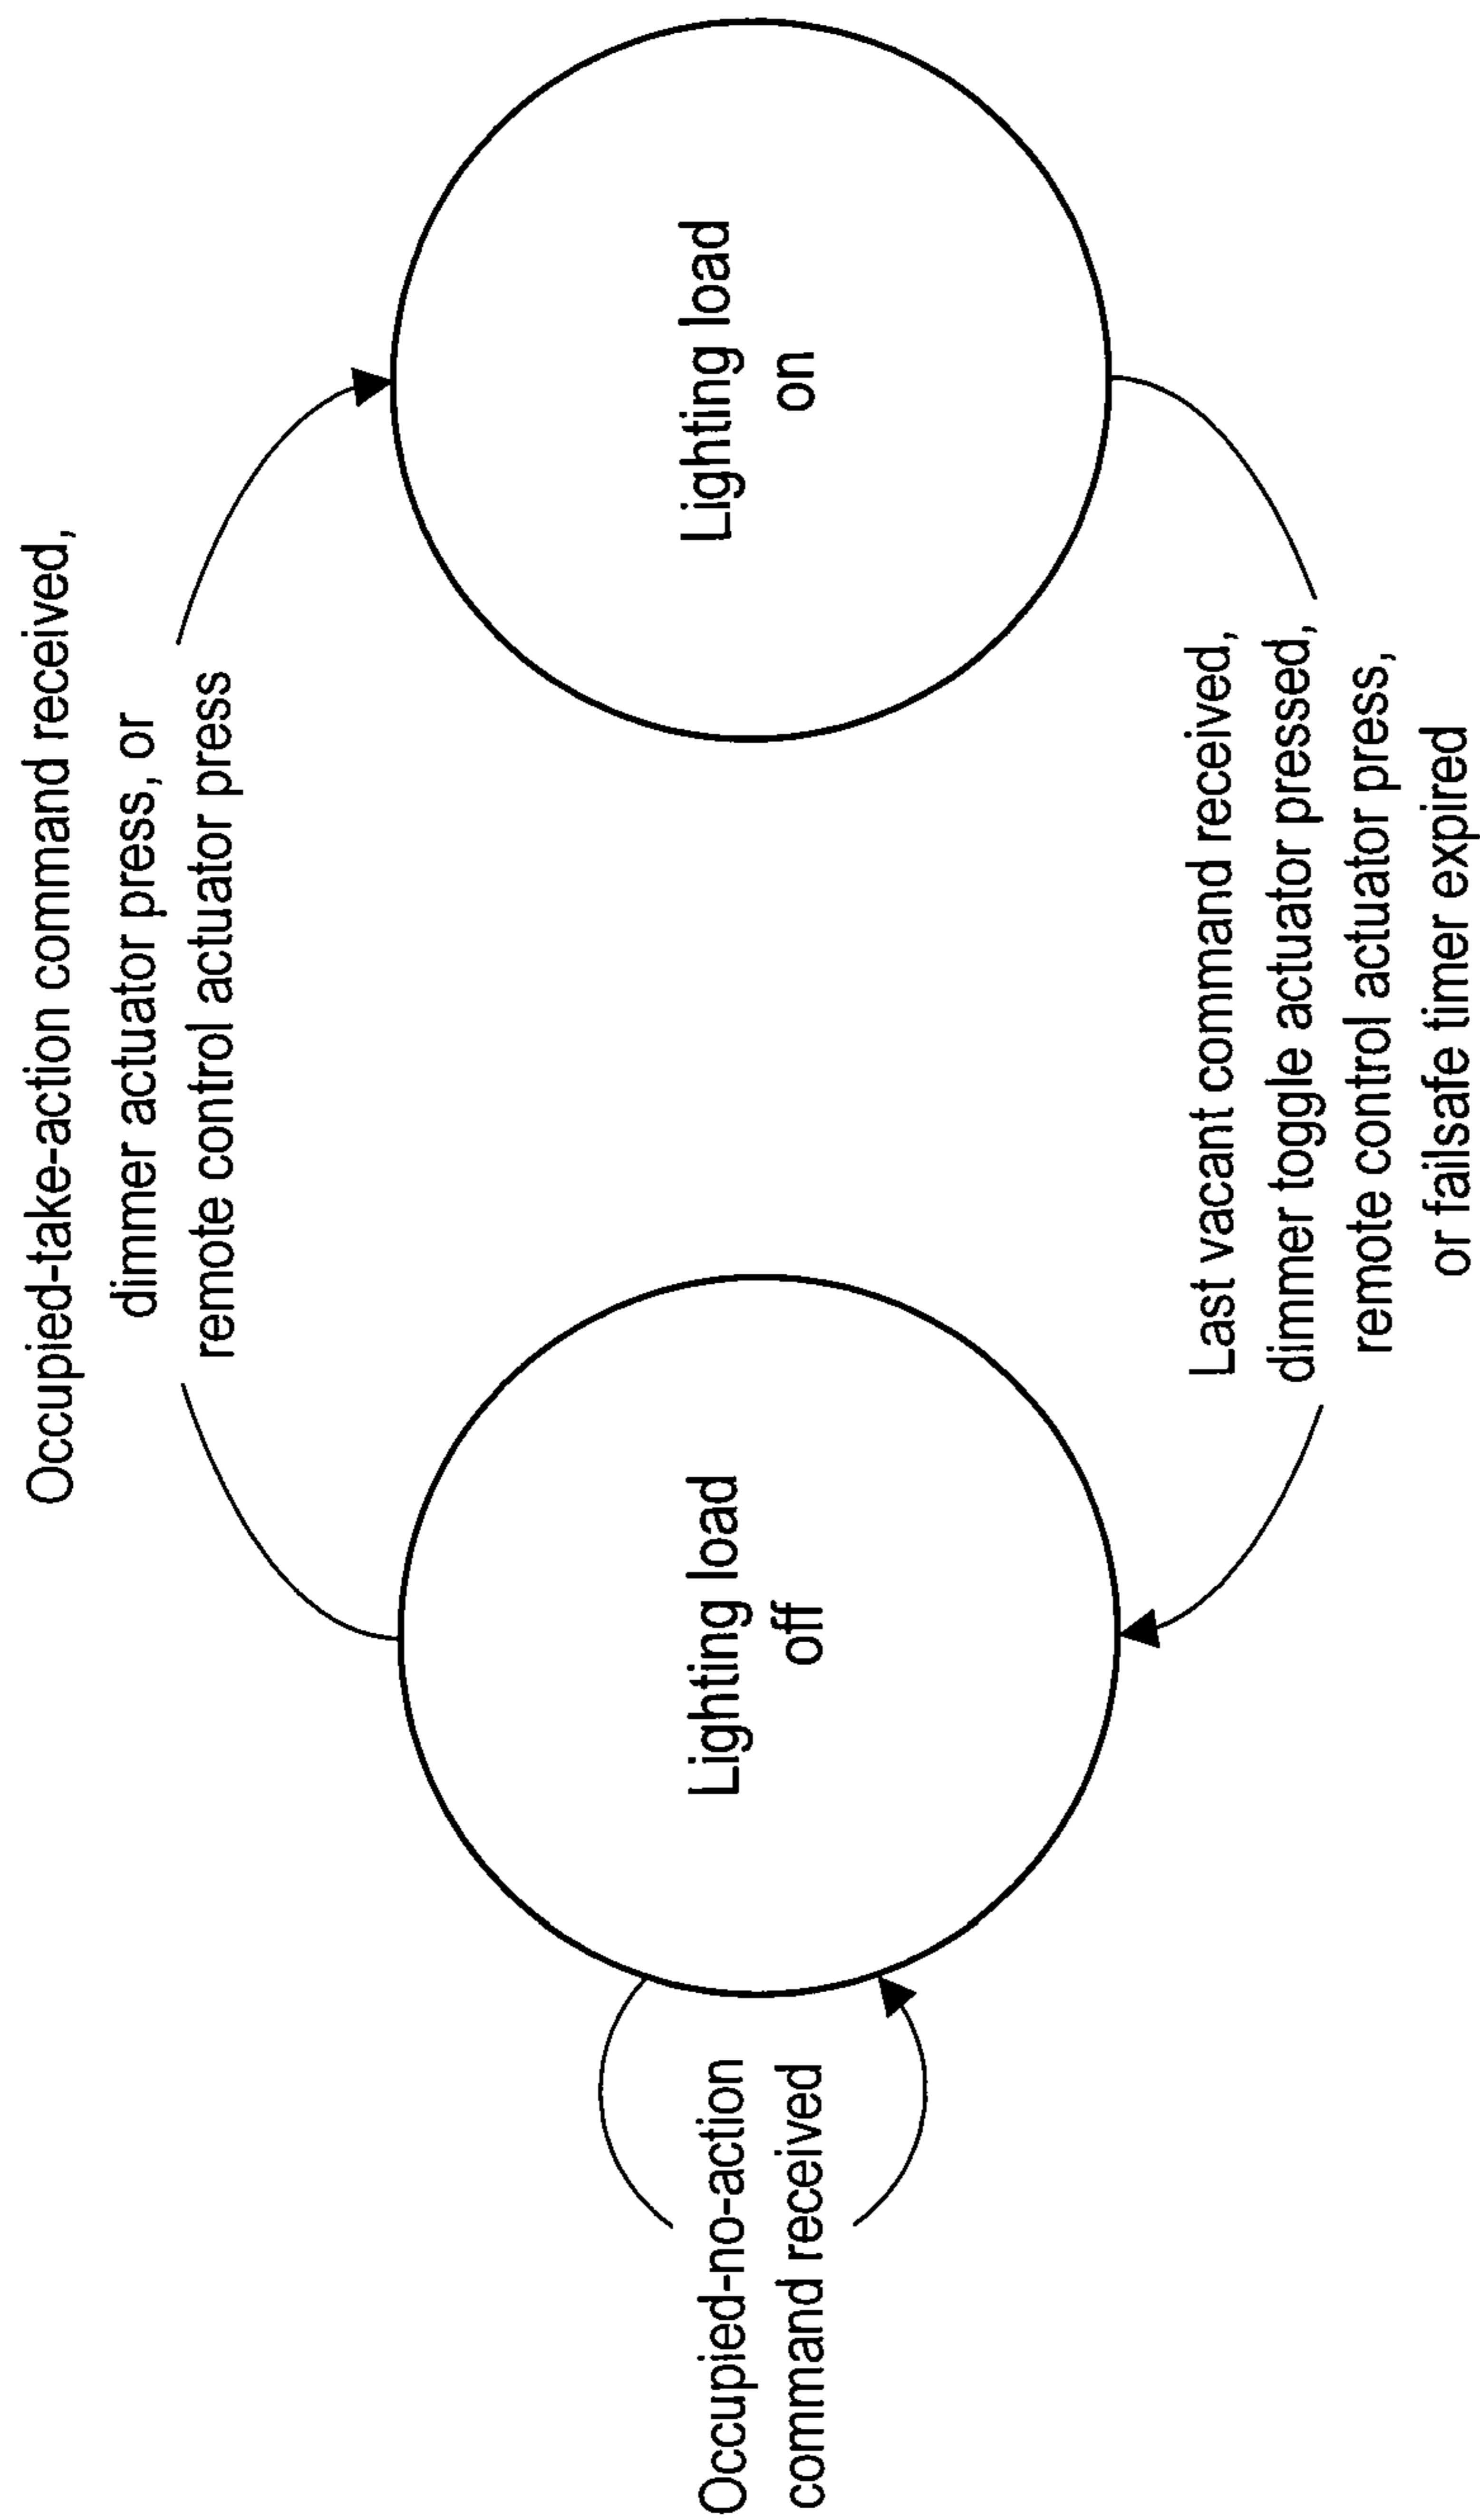 Occupied-take-action command received,
dimmer actuator press, or
remote control actuator press
Occupied-no-action
command received
Lighting load
off
Lighting load
on
Last vacant command received,
dimmer toggle actuator pressed,
remote control actuator press,
or failsafe timer expired